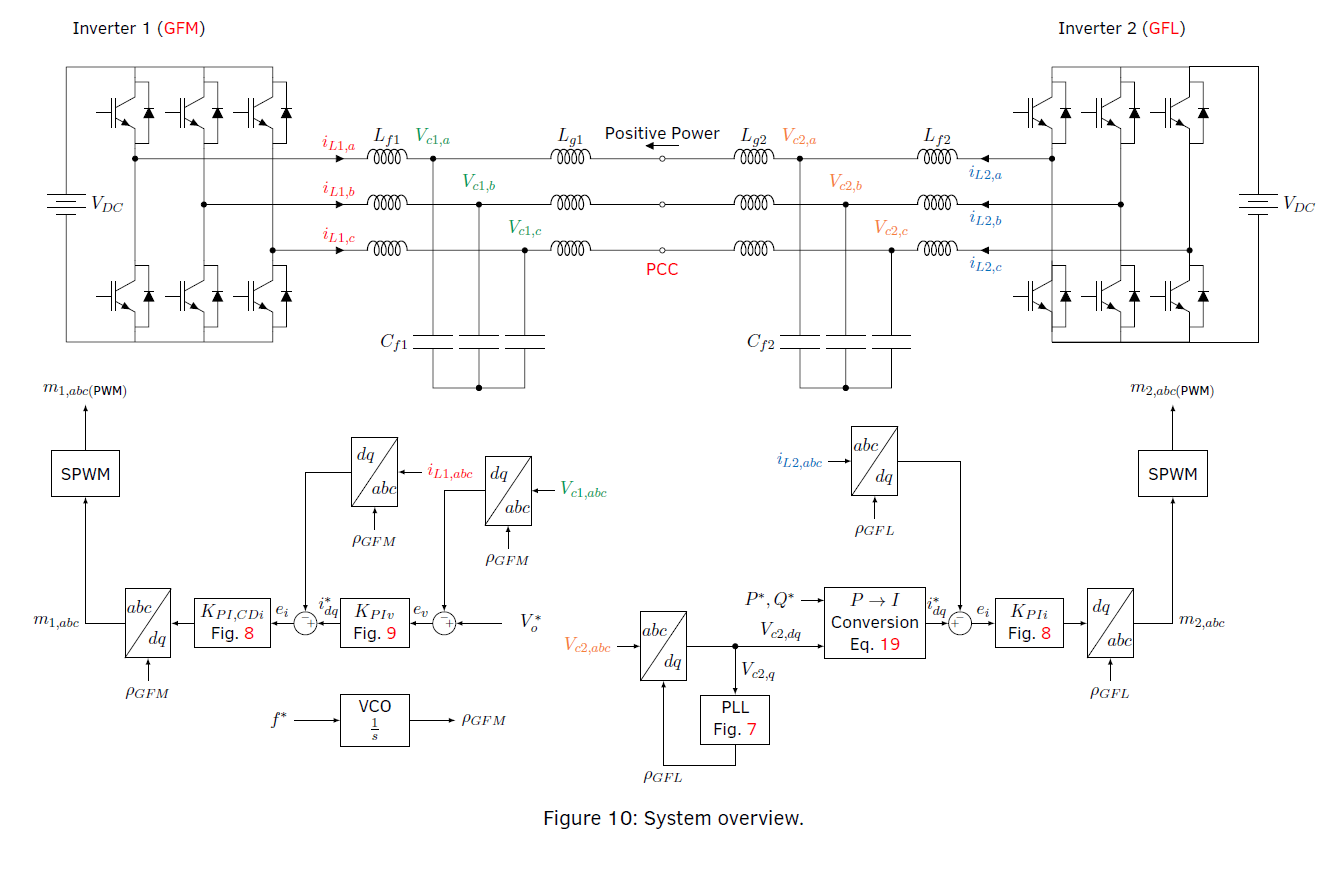 Inverter 1 (GFM)
Inverter 2 (GFL)
i_{L1,a}
L_{f1}
V_{c1,a}
L_{g1}
Positive Power
L_{g2}
V_{c2,a}
L_{f2}
i_{L2,a}
i_{L1,b}
V_{c1,b}
V_{c2,b}
i_{L2,b}
V_{DC}
V_{DC}
i_{L1,c}
V_{c1,c}
V_{c2,c}
i_{L2,c}
PCC
C_{f1}
C_{f2}
m_{1,abc(PWM)}
m_{2,abc(PWM)}
SPWM
dq
abc
i_{L1,abc}
dq
abc
V_{c1,abc}
i_{L2,abc}
abc
dq
SPWM
ρ_{GFM}
ρ_{GFM}
ρ_{GFL}
m_{1,abc}
abc
dq
K_{PI,CDi}
Fig. 8
e_i
− +
i*_{dq}
K_{PIv}
Fig. 9
e_v
− +
V_o*
ρ_{GFM}
V_{c2,abc}
abc
dq
P*, Q*
V_{c2,dq}
P → I
Conversion
Eq. 19
i*_{dq}
+ −
e_i
K_{PIi}
Fig. 8
dq
abc
m_{2,abc}
V_{c2,q}
ρ_{GFL}
f*
VCO
1/s
ρ_{GFM}
PLL
Fig. 7
ρ_{GFL}
Figure 10: System overview.